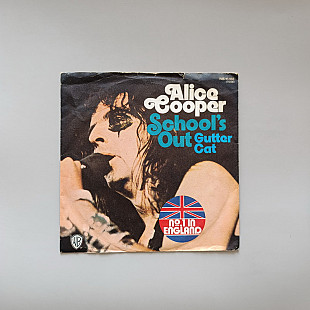 Alice
Cooper
School's
Out Gutter
Cat
No.1 IN
ENGLAND